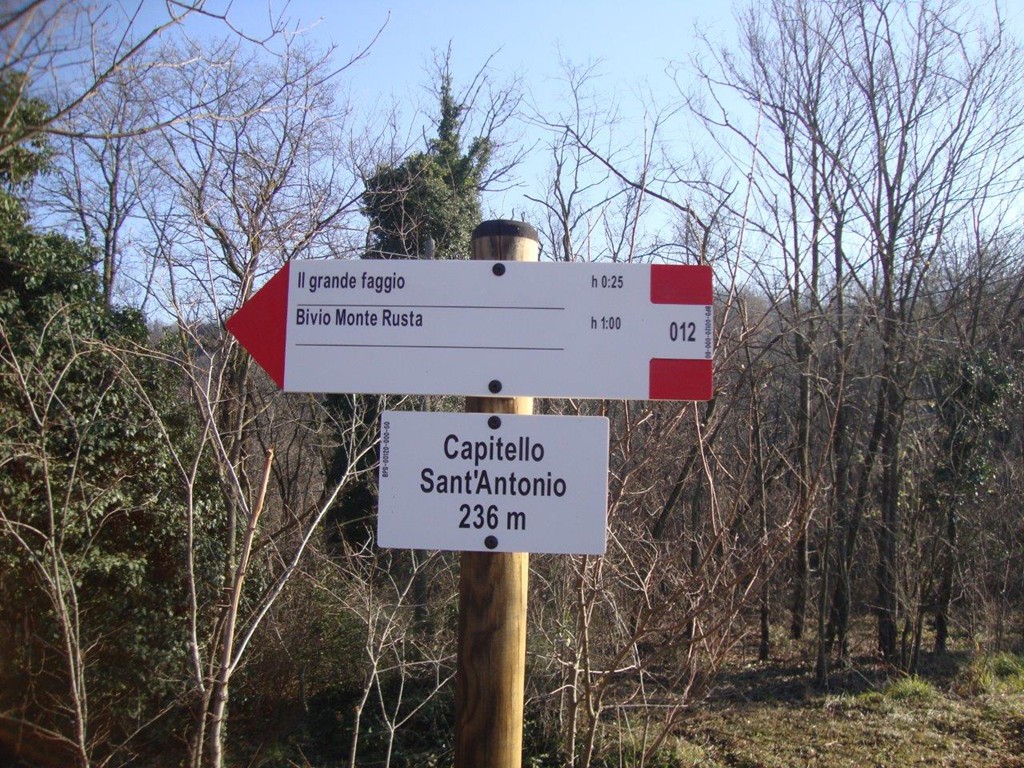 Il grande faggio h 0:25
Bivio Monte Rusta h 1:00
012
Capitello
Sant'Antonio
236 m